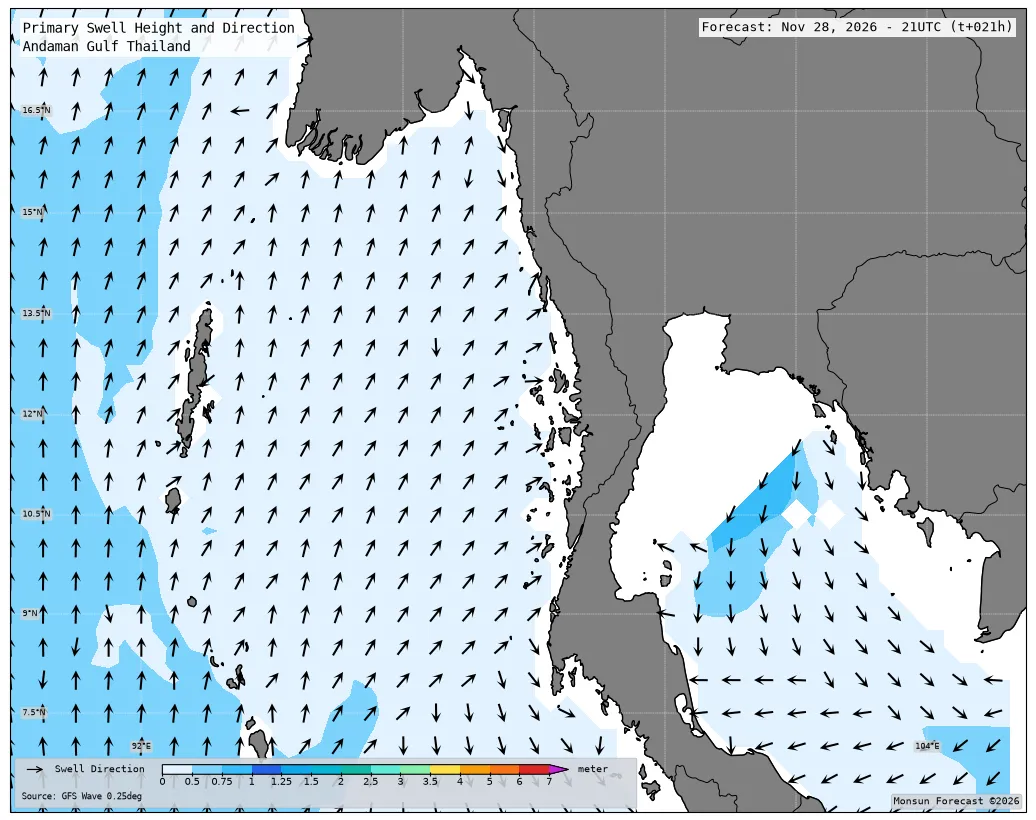 Primary Swell Height and Direction
Andaman Gulf Thailand
Forecast: Nov 28, 2026 - 21UTC (t+021h)
16.5°N
15°N
13.5°N
12°N
10.5°N
9°N
7.5°N
92°E
104°E
Swell Direction
0 0.5 0.75 1 1.25 1.5 2 2.5 3 3.5 4 5 6 7
meter
Source: GFS Wave 0.25deg
Monsun Forecast ©2026